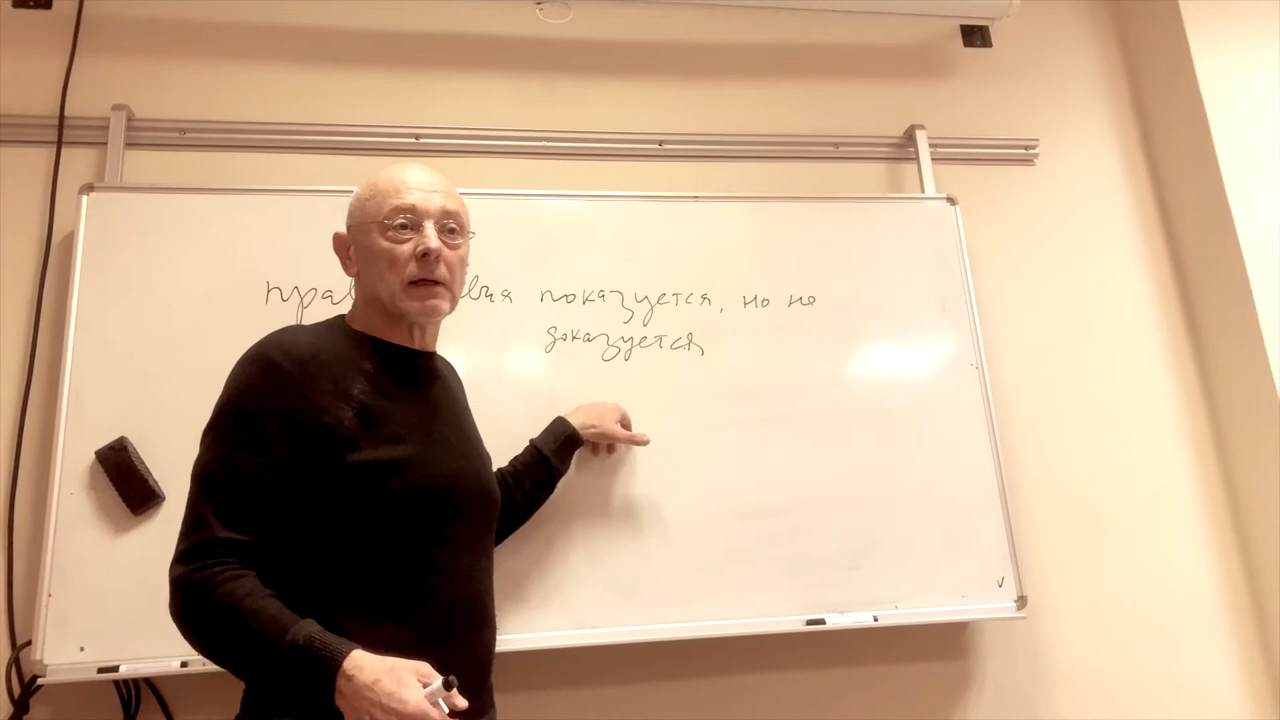 показуется, но не
доказуется